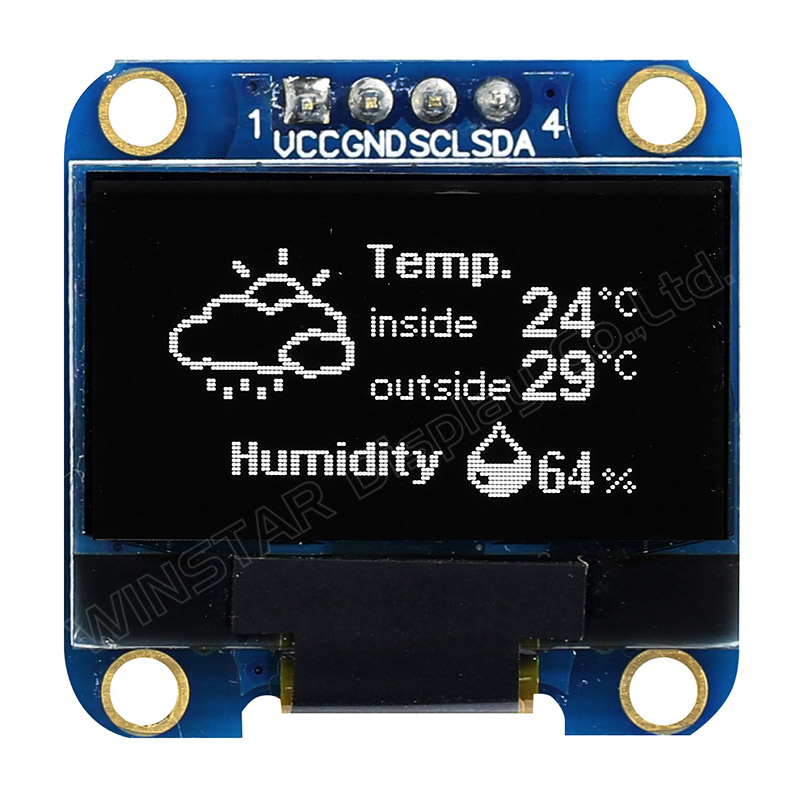 1 4
VCCGNDSCLSDA
Temp.
inside 24°C
outside 29°C
Humidity 64%
WINSTAR Display Co.,Ltd.